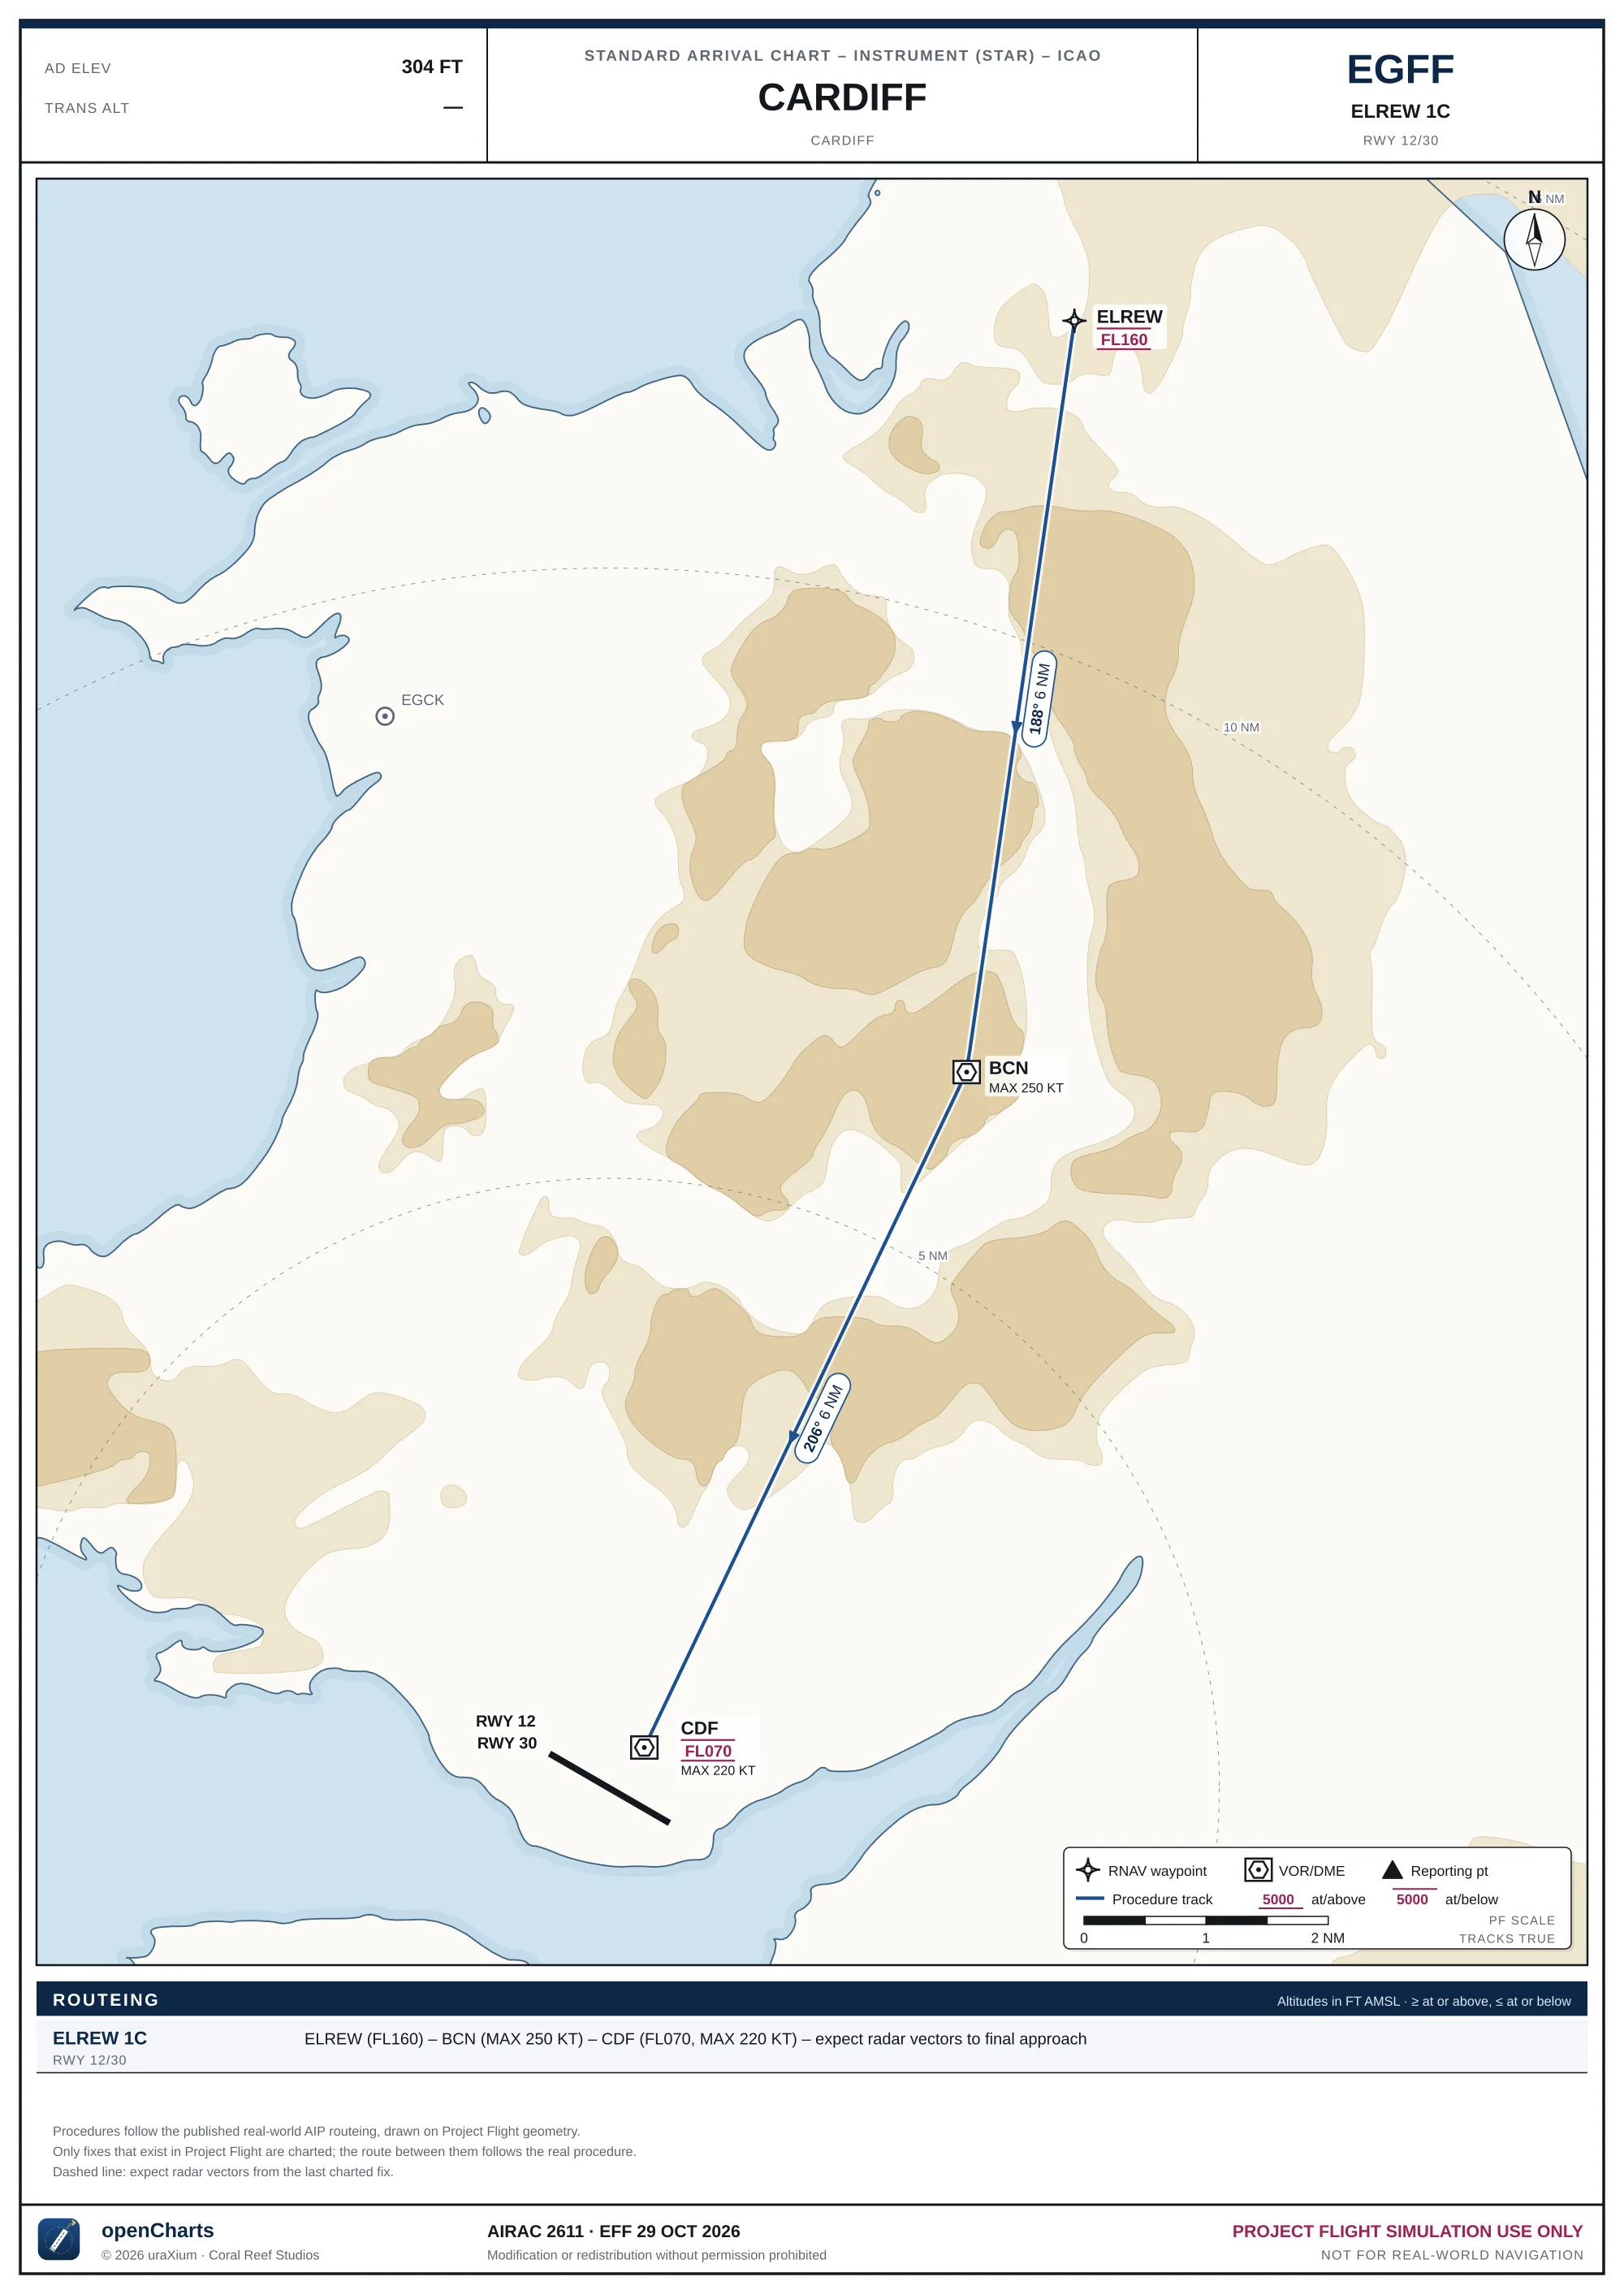 AD ELEV 304 FT
TRANS ALT —
STANDARD ARRIVAL CHART – INSTRUMENT (STAR) – ICAO
CARDIFF
CARDIFF
EGFF
ELREW 1C
RWY 12/30
N
NM
ELREW
FL160
EGCK
188° 6 NM
10 NM
BCN
MAX 250 KT
5 NM
206° 6 NM
RWY 12
RWY 30
CDF
FL070
MAX 220 KT
RNAV waypoint VOR/DME Reporting pt
Procedure track 5000 at/above 5000 at/below
PF SCALE
0 1 2 NM TRACKS TRUE
ROUTEING Altitudes in FT AMSL · ≥ at or above, ≤ at or below
ELREW 1C ELREW (FL160) – BCN (MAX 250 KT) – CDF (FL070, MAX 220 KT) – expect radar vectors to final approach
RWY 12/30
Procedures follow the published real-world AIP routeing, drawn on Project Flight geometry.
Only fixes that exist in Project Flight are charted; the route between them follows the real procedure.
Dashed line: expect radar vectors from the last charted fix.
openCharts AIRAC 2611 · EFF 29 OCT 2026 PROJECT FLIGHT SIMULATION USE ONLY
© 2026 uraXium · Coral Reef Studios Modification or redistribution without permission prohibited NOT FOR REAL-WORLD NAVIGATION